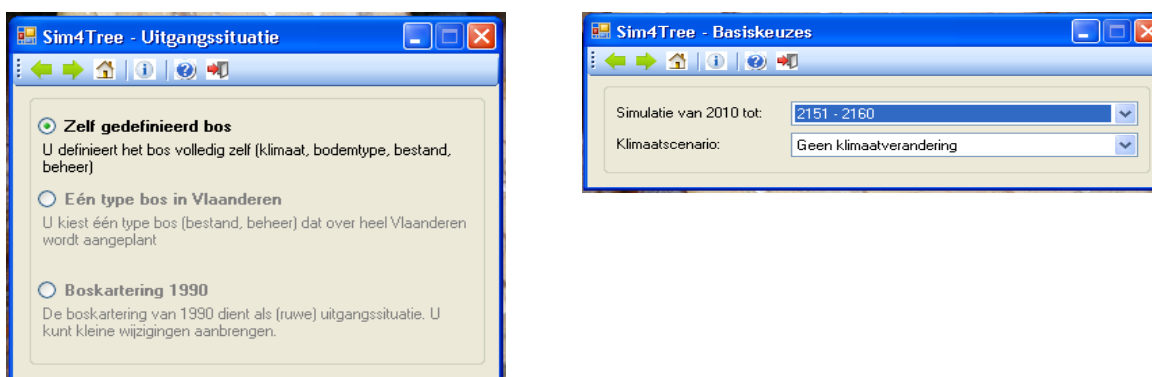 Sim4Tree - Uitgangssituatie
Zelf gedefinieerd bos
U definieert het bos volledig zelf (klimaat, bodemtype, bestand,
beheer)
Eén type bos in Vlaanderen
U kiest één type bos (bestand, beheer) dat over heel Vlaanderen
wordt aangeplant
Boskartering 1990
De boskartering van 1990 dient als (ruwe) uitgangssituatie. U
kunt kleine wijzigingen aanbrengen.
Sim4Tree - Basiskeuzes
Simulatie van 2010 tot: 2151 - 2160
Klimaatscenario: Geen klimaatverandering